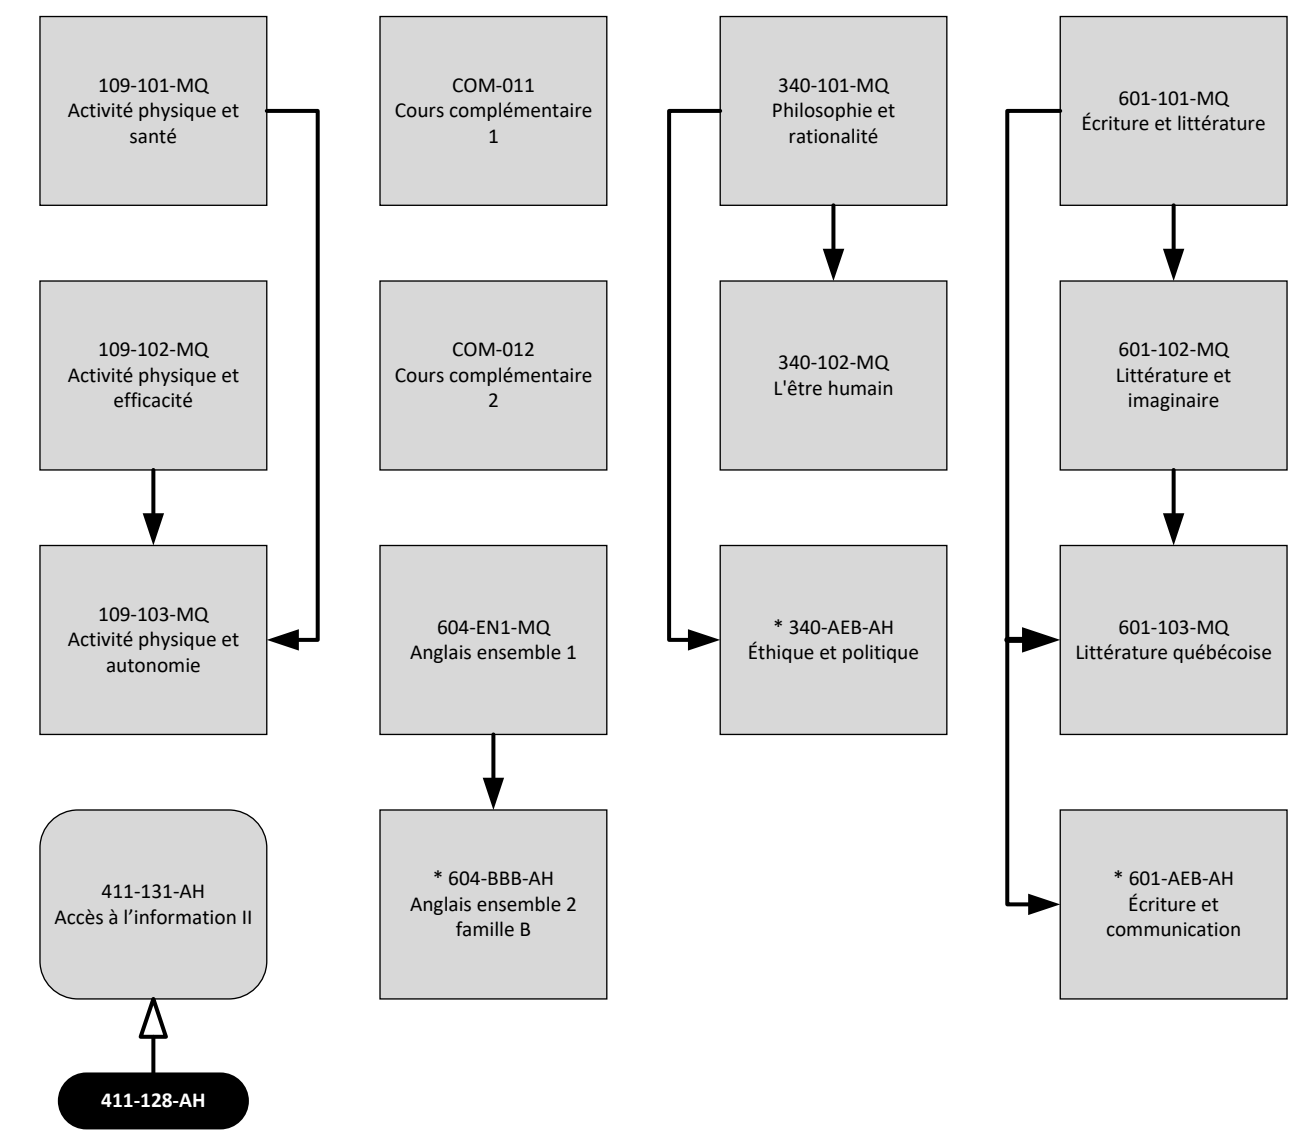 109-101-MQ
Activité physique et
santé
COM-011
Cours complémentaire
1
340-101-MQ
Philosophie et
rationalité
601-101-MQ
Écriture et littérature
109-102-MQ
Activité physique et
efficacité
COM-012
Cours complémentaire
2
340-102-MQ
L'être humain
601-102-MQ
Littérature et
imaginaire
109-103-MQ
Activité physique et
autonomie
604-EN1-MQ
Anglais ensemble 1
* 340-AEB-AH
Éthique et politique
601-103-MQ
Littérature québécoise
411-131-AH
Accès à l’information II
* 604-BBB-AH
Anglais ensemble 2
famille B
* 601-AEB-AH
Écriture et
communication
411-128-AH